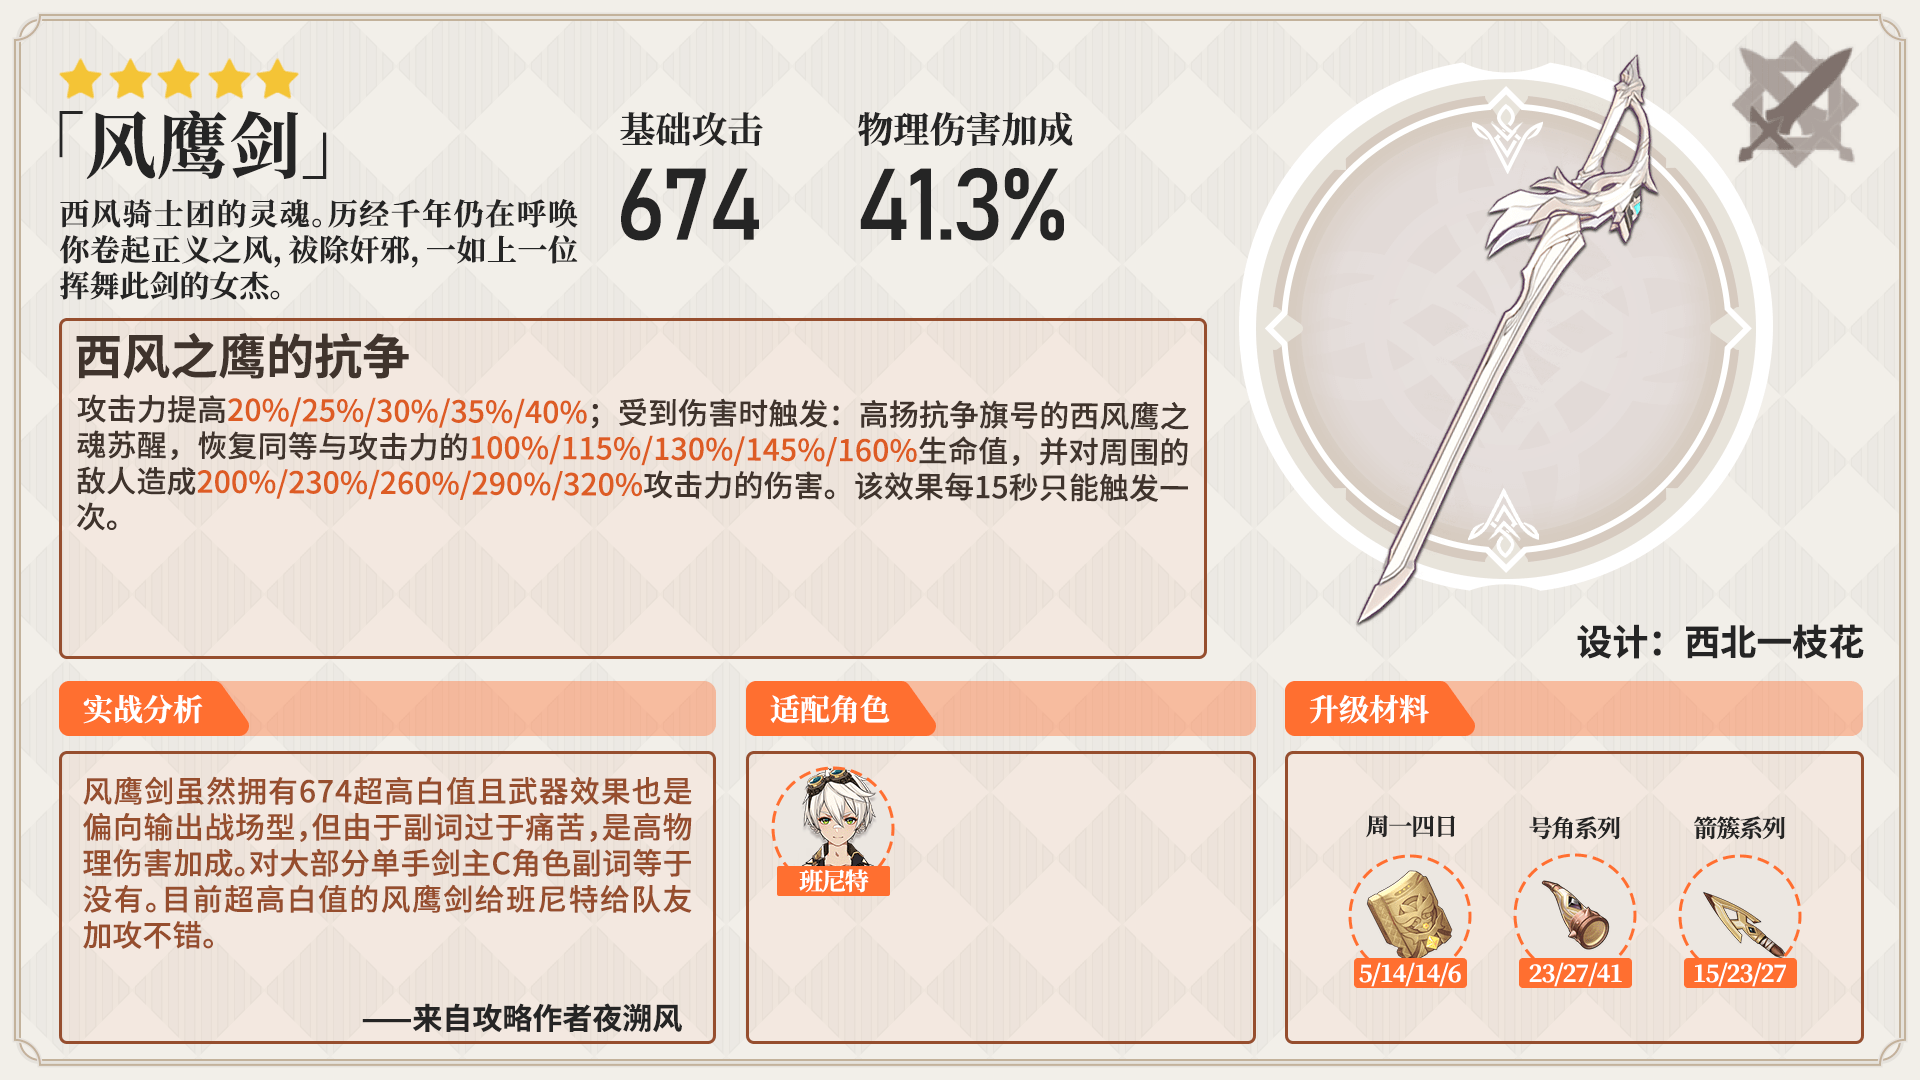 「风鹰剑」
西风骑士团的灵魂。历经千年仍在呼唤
你卷起正义之风,祓除奸邪,一如上一位
挥舞此剑的女杰。
基础攻击
674
物理伤害加成
41.3%
西风之鹰的抗争
攻击力提高20%/25%/30%/35%/40%；受到伤害时触发：高扬抗争旗号的西风鹰之
魂苏醒，恢复同等与攻击力的100%/115%/130%/145%/160%生命值，并对周围的
敌人造成200%/230%/260%/290%/320%攻击力的伤害。该效果每15秒只能触发一
次。
设计：西北一枝花
实战分析
风鹰剑虽然拥有674超高白值且武器效果也是
偏向输出战场型,但由于副词过于痛苦,是高物
理伤害加成。对大部分单手剑主C角色副词等于
没有。目前超高白值的风鹰剑给班尼特给队友
加攻不错。
——来自攻略作者夜溯风
适配角色
班尼特
升级材料
周一四日
5/14/14/6
号角系列
23/27/41
箭簇系列
15/23/27